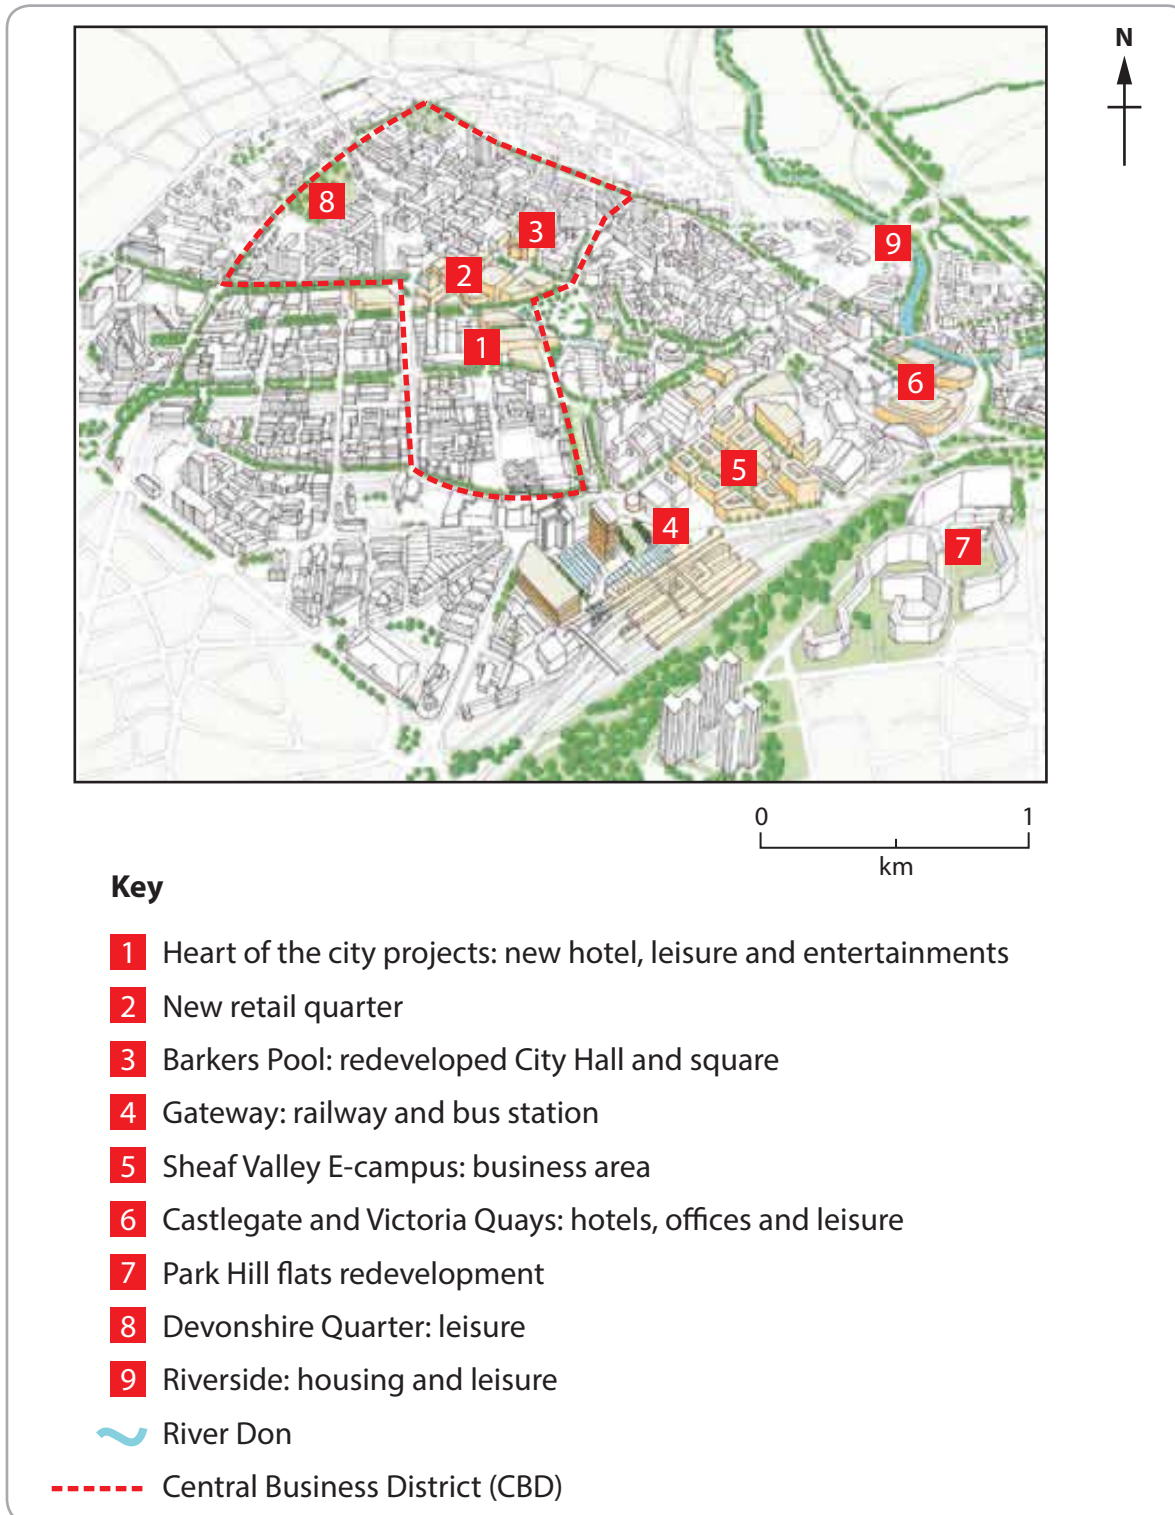 N
8
3
9
2
1
6
5
4
7
0 1
km
Key
1 Heart of the city projects: new hotel, leisure and entertainments
2 New retail quarter
3 Barkers Pool: redeveloped City Hall and square
4 Gateway: railway and bus station
5 Sheaf Valley E-campus: business area
6 Castlegate and Victoria Quays: hotels, offices and leisure
7 Park Hill flats redevelopment
8 Devonshire Quarter: leisure
9 Riverside: housing and leisure
River Don
Central Business District (CBD)